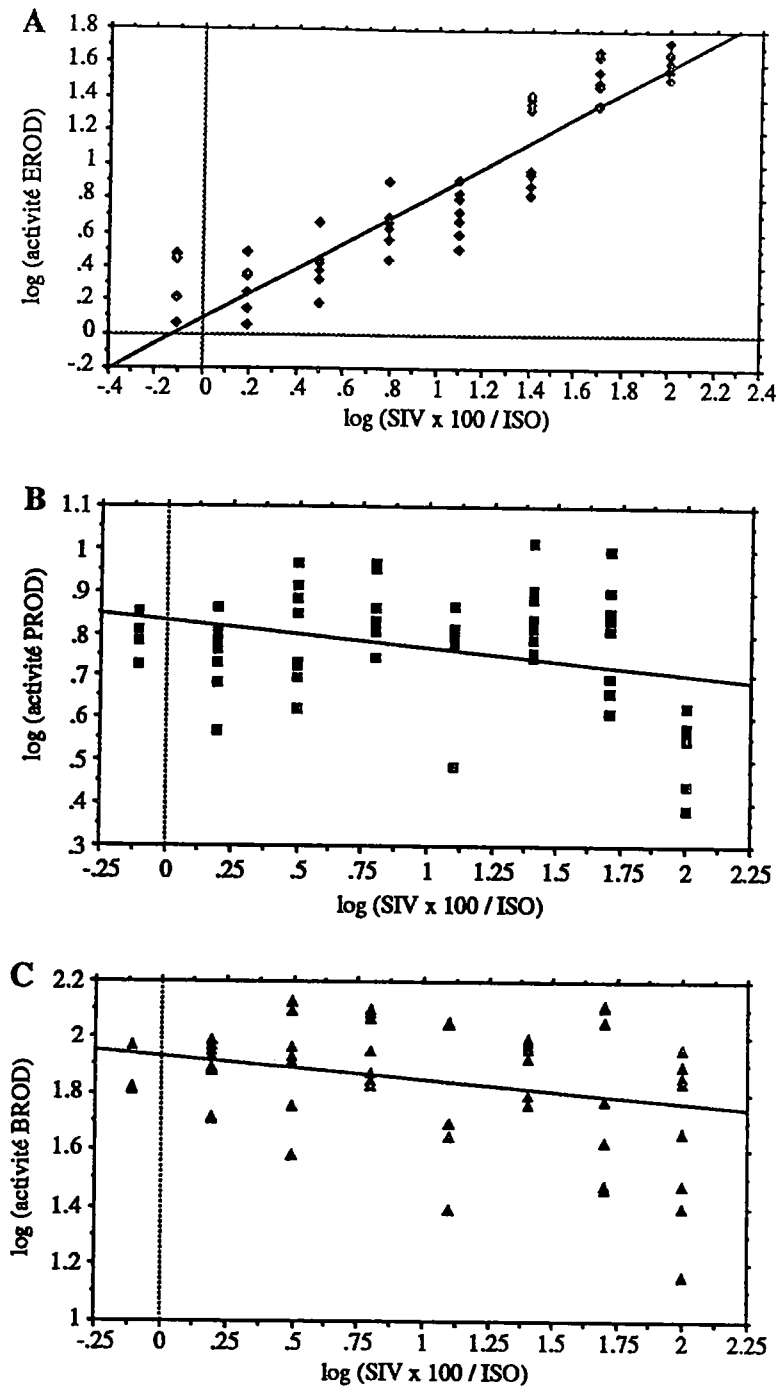 A
1.8
1.6
1.4
1.2
1
.8
.6
.4
.2
0
-.2
log (activité EROD)
-.4 -.2 0 .2 .4 .6 .8 1 1.2 1.4 1.6 1.8 2 2.2 2.4
log (SIV x 100 / ISO)
B
1.1
1
.9
.8
.7
.6
.5
.4
.3
log (activité PROD)
-.25 0 .25 .5 .75 1 1.25 1.5 1.75 2 2.25
log (SIV x 100 / ISO)
C
2.2
2
1.8
1.6
1.4
1.2
1
log (activité BROD)
-.25 0 .25 .5 .75 1 1.25 1.5 1.75 2 2.25
log (SIV x 100 / ISO)